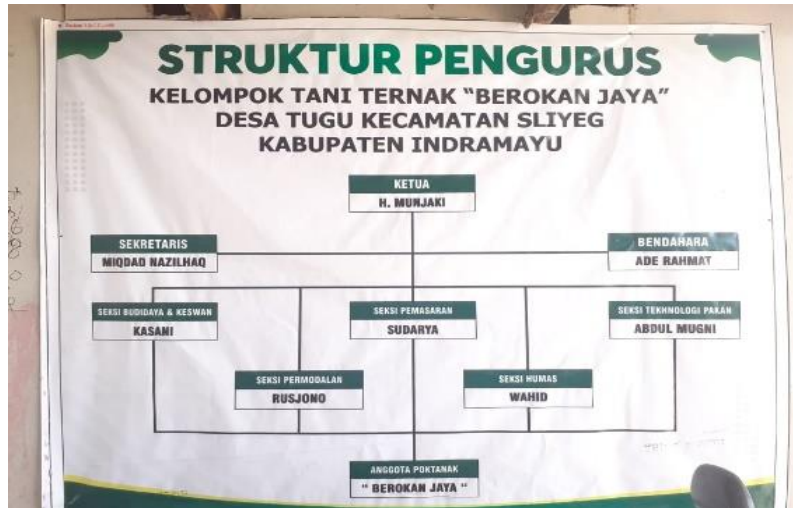 STRUKTUR PENGURUS
KELOMPOK TANI TERNAK "BEROKAN JAYA"
DESA TUGU KECAMATAN SLIYEG
KABUPATEN INDRAMAYU
KETUA
H. MUNJAKI
SEKRETARIS
MIQDAD NAZILHAQ
BENDAHARA
ADE RAHMAT
SEKSI BUDIDAYA & KESWAN
KASANI
SEKSI PEMASARAN
SUDARYA
SEKSI TEKHNOLOGI PAKAN
ABDUL MUGNI
SEKSI PERMODALAN
RUSJONO
SEKSI HUMAS
WAHID
ANGGOTA POKTANAK
" BEROKAN JAYA "